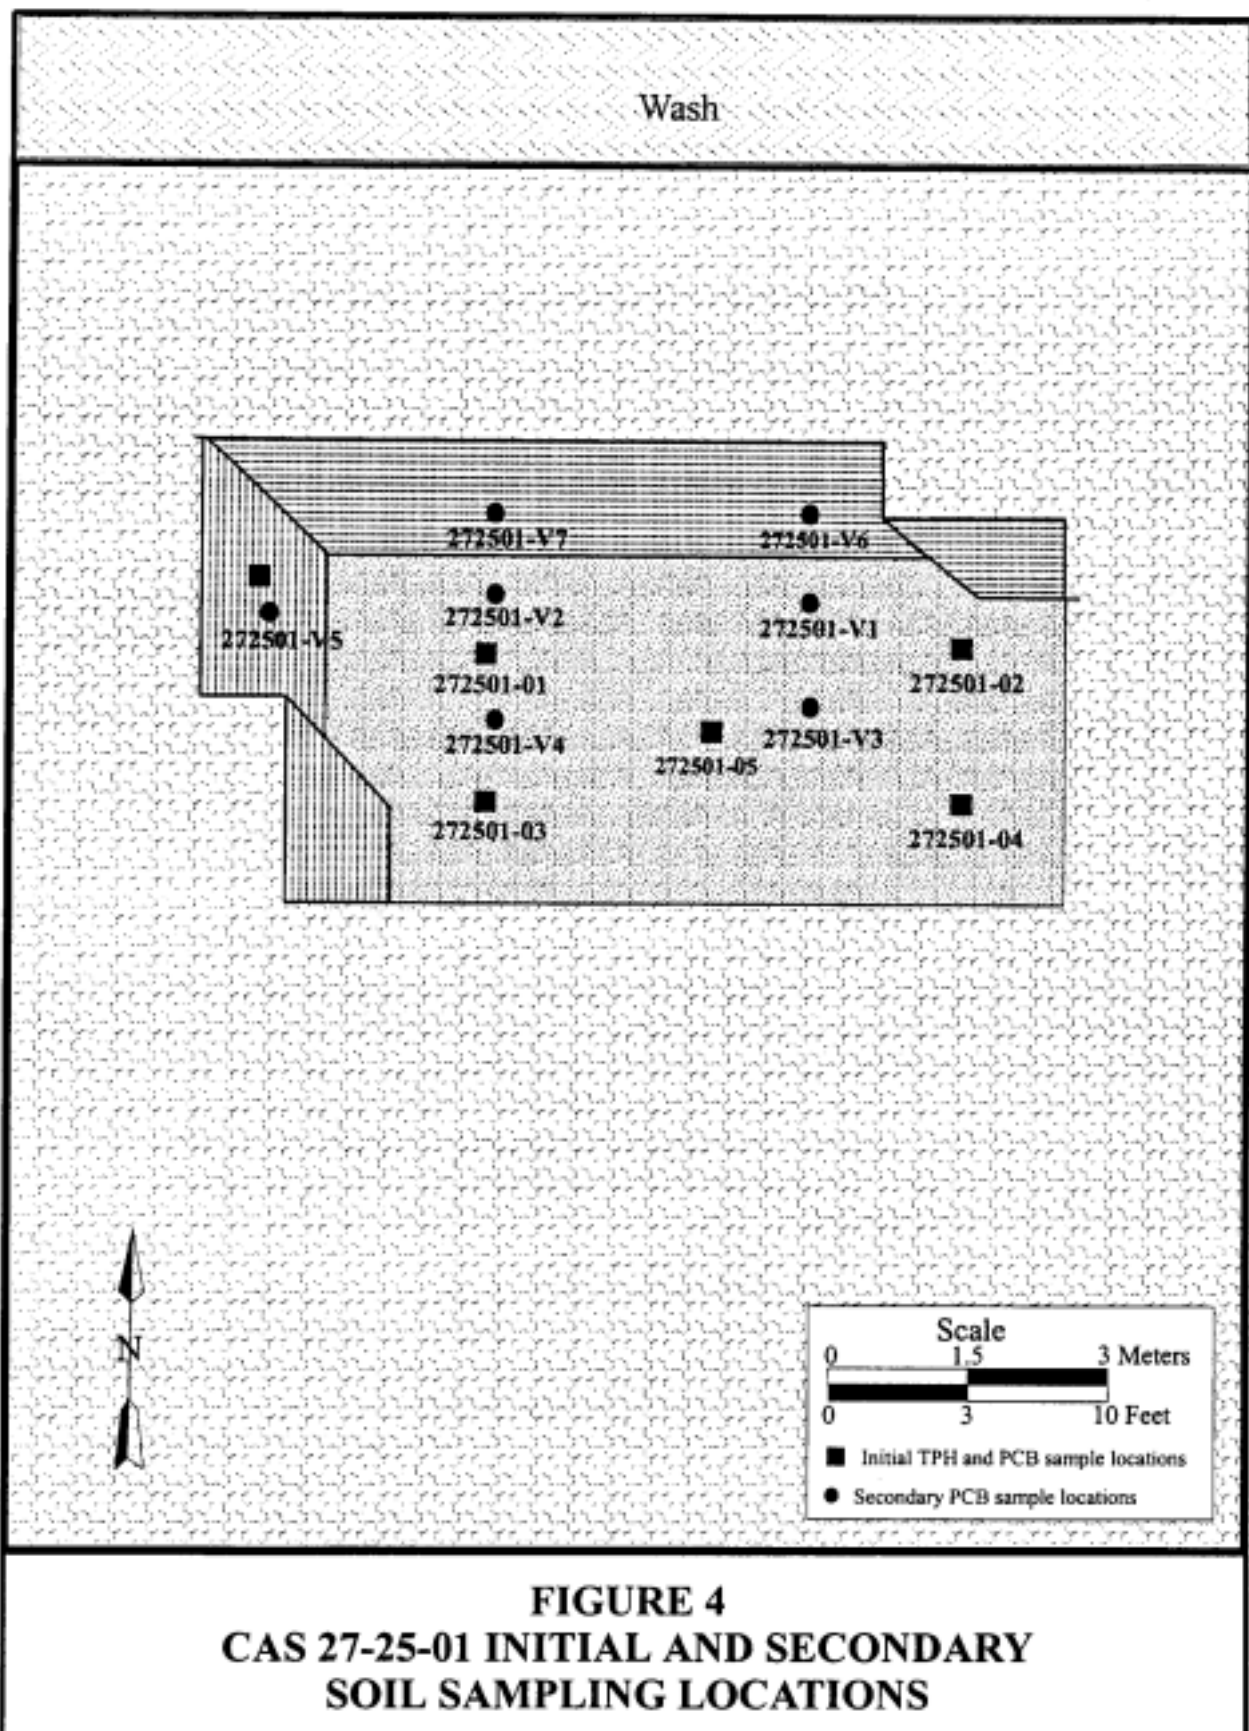 Wash
272501-V7
272501-V6
272501-V2
272501-V1
272501-V5
272501-01
272501-02
272501-V4
272501-V3
272501-05
272501-03
272501-04
N
Scale
0 1.5 3 Meters
0 3 10 Feet
Initial TPH and PCB sample locations
Secondary PCB sample locations
FIGURE 4
CAS 27-25-01 INITIAL AND SECONDARY
SOIL SAMPLING LOCATIONS